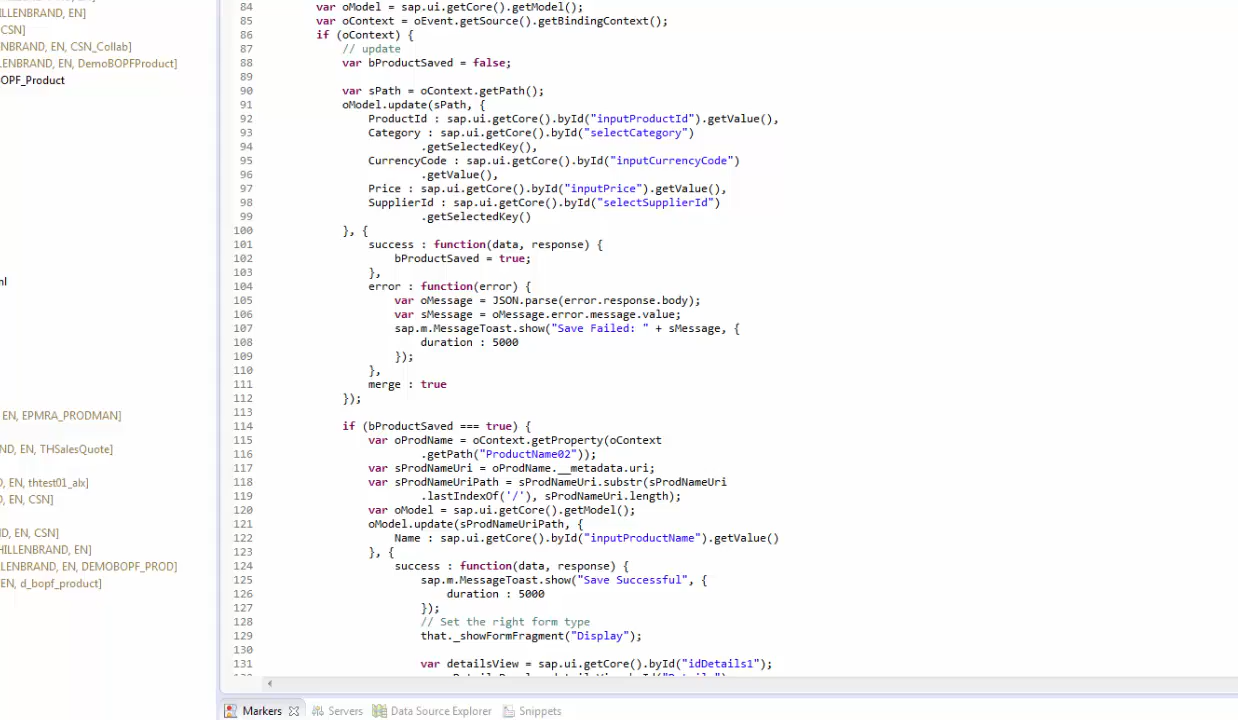 ILLENBRAND, EN]
CSN]
NBRAND, EN, CSN_Collab]
LENBRAND, EN, DemoBOPFProduct]
OPF_Product
nl
EN, EPMRA_PRODMAN]
ND, EN, THSalesQuote]
D, EN, thtest01_alx]
D, EN, CSN]
D, EN, CSN]
HILLENBRAND, EN]
LENBRAND, EN, DEMOBOPF_PROD]
EN, d_bopf_product]
84 var oModel = sap.ui.getCore().getModel();
85 var oContext = oEvent.getSource().getBindingContext();
86 if (oContext) {
87 // update
88 var bProductSaved = false;
89
90 var sPath = oContext.getPath();
91 oModel.update(sPath, {
92 ProductId : sap.ui.getCore().byId("inputProductId").getValue(),
93 Category : sap.ui.getCore().byId("selectCategory")
94 .getSelectedKey(),
95 CurrencyCode : sap.ui.getCore().byId("inputCurrencyCode")
96 .getValue(),
97 Price : sap.ui.getCore().byId("inputPrice").getValue(),
98 SupplierId : sap.ui.getCore().byId("selectSupplierId")
99 .getSelectedKey()
100 }, {
101 success : function(data, response) {
102 bProductSaved = true;
103 },
104 error : function(error) {
105 var oMessage = JSON.parse(error.response.body);
106 var sMessage = oMessage.error.message.value;
107 sap.m.MessageToast.show("Save Failed: " + sMessage, {
108 duration : 5000
109 });
110 },
111 merge : true
112 });
113
114 if (bProductSaved === true) {
115 var oProdName = oContext.getProperty(oContext
116 .getPath("ProductName02"));
117 var sProdNameUri = oProdName.__metadata.uri;
118 var sProdNameUriPath = sProdNameUri.substr(sProdNameUri
119 .lastIndexOf('/'), sProdNameUri.length);
120 var oModel = sap.ui.getCore().getModel();
121 oModel.update(sProdNameUriPath, {
122 Name : sap.ui.getCore().byId("inputProductName").getValue()
123 }, {
124 success : function(data, response) {
125 sap.m.MessageToast.show("Save Successful", {
126 duration : 5000
127 });
128 // Set the right form type
129 that._showFormFragment("Display");
130
131 var detailsView = sap.ui.getCore().byId("idDetails1");
Markers Servers Data Source Explorer Snippets